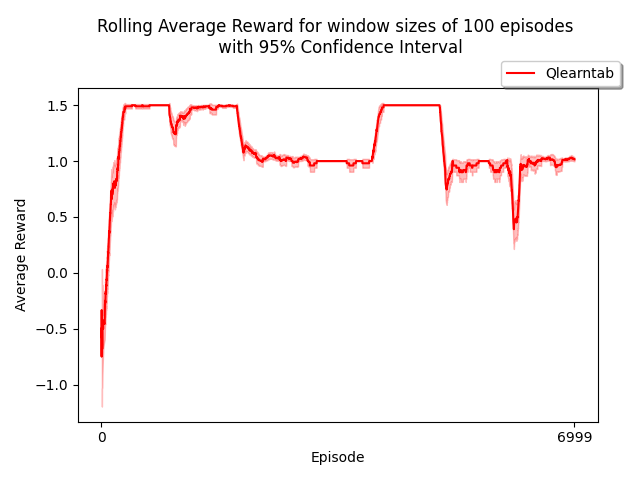 Rolling Average Reward for window sizes of 100 episodes
with 95% Confidence Interval
Qlearntab
1.5
1.0
0.5
0.0
−0.5
−1.0
Average Reward
0
6999
Episode